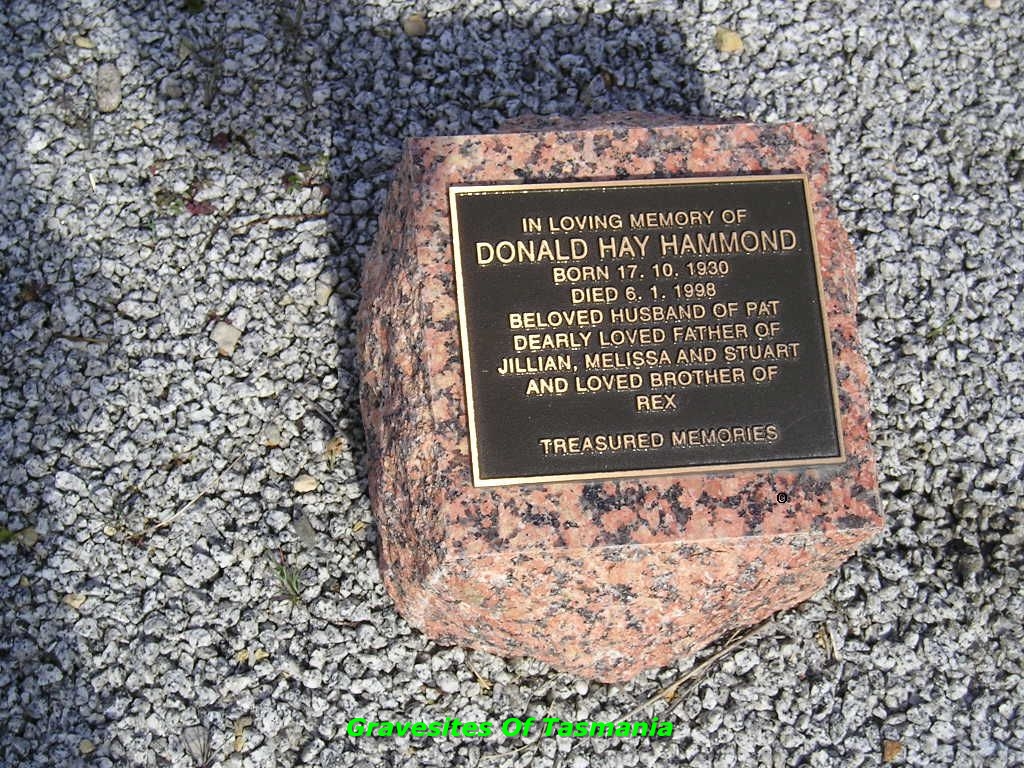 IN LOVING MEMORY OF
DONALD HAY HAMMOND
BORN 17. 10. 1930
DIED 6. 1. 1998
BELOVED HUSBAND OF PAT
DEARLY LOVED FATHER OF
JILLIAN, MELISSA AND STUART
AND LOVED BROTHER OF
REX
TREASURED MEMORIES
©
Gravesites Of Tasmania